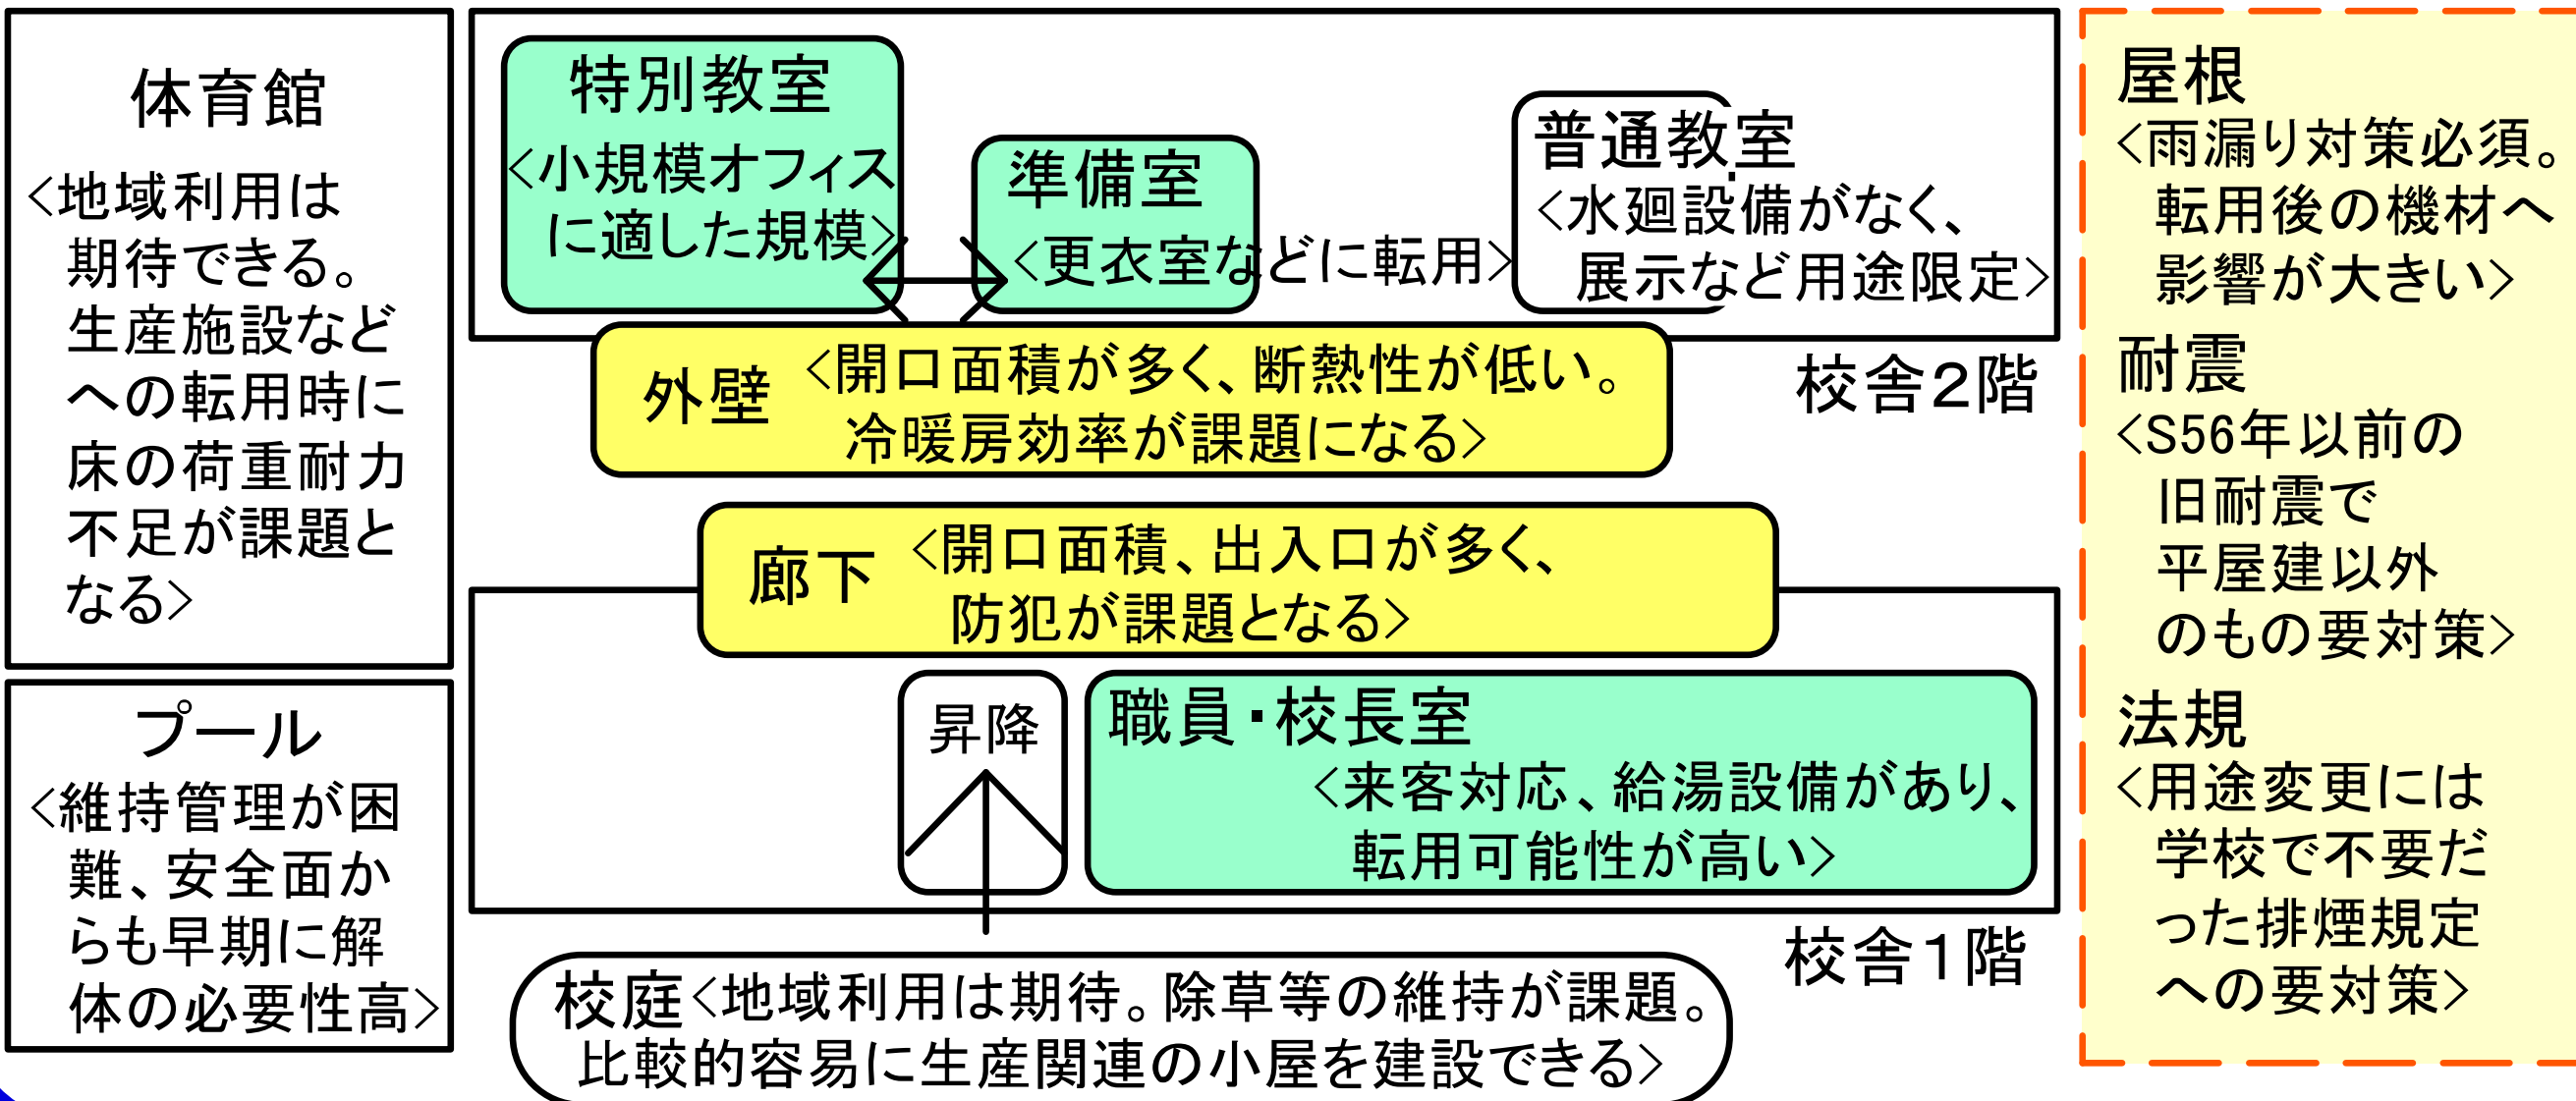 体育館
<地域利用は
期待できる。
生産施設など
への転用時に
床の荷重耐力
不足が課題と
なる>
プール
<維持管理が困
難、安全面か
らも早期に解
体の必要性高>
特別教室
<小規模オフィス
に適した規模>
準備室
<更衣室などに転用>
普通教室
<水廻設備がなく、
展示など用途限定>
外壁
<開口面積が多く、断熱性が低い。
冷暖房効率が課題になる>
校舎2階
廊下
<開口面積、出入口が多く、
防犯が課題となる>
昇降
職員・校長室
<来客対応、給湯設備があり、
転用可能性が高い>
校舎1階
校庭<地域利用は期待。除草等の維持が課題。
比較的容易に生産関連の小屋を建設できる>
屋根
<雨漏り対策必須。
転用後の機材へ
影響が大きい>
耐震
<S56年以前の
旧耐震で
平屋建以外
のもの要対策>
法規
<用途変更には
学校で不要だ
った排煙規定
への要対策>